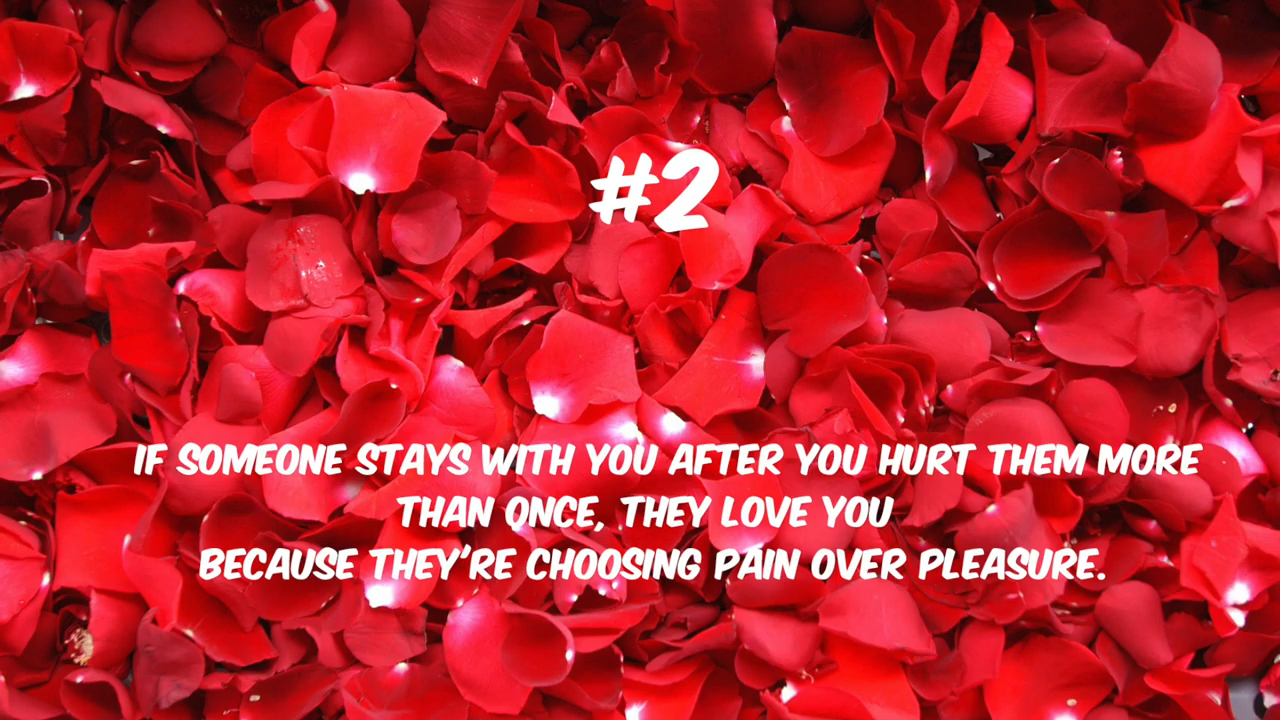 #2
IF SOMEONE STAYS WITH YOU AFTER YOU HURT THEM MORE
THAN ONCE, THEY LOVE YOU
BECAUSE THEY'RE CHOOSING PAIN OVER PLEASURE.